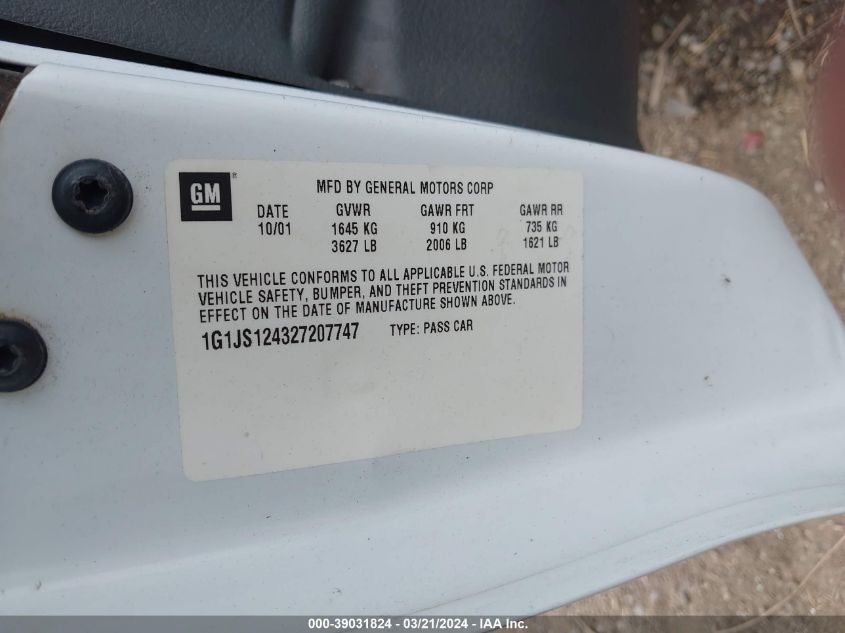 GM
MFD BY GENERAL MOTORS CORP
DATE GVWR GAWR FRT GAWR RR
10/01 1645 KG 910 KG 735 KG
3627 LB 2006 LB 1621 LB
THIS VEHICLE CONFORMS TO ALL APPLICABLE U.S. FEDERAL MOTOR
VEHICLE SAFETY, BUMPER, AND THEFT PREVENTION STANDARDS IN
EFFECT ON THE DATE OF MANUFACTURE SHOWN ABOVE.
1G1JS124327207747 TYPE: PASS CAR
000-39031824 - 03/21/2024 - IAA Inc.